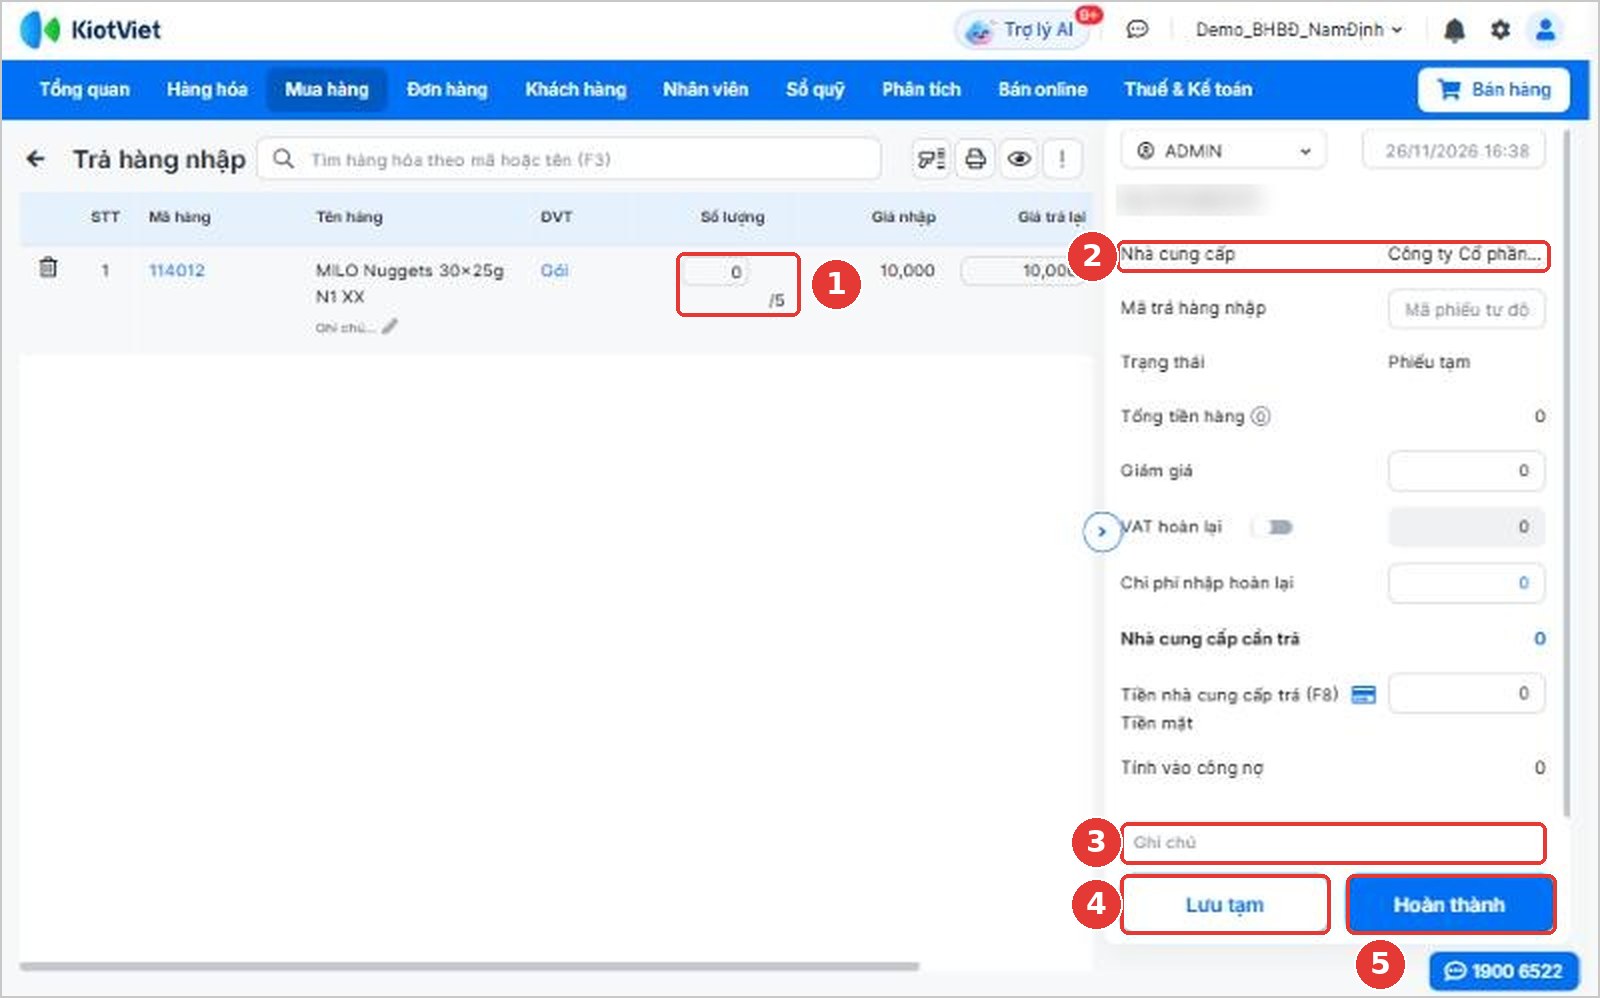 KiotViet
Trợ lý AI
9+
Demo_BHBĐ_NamĐịnh
Tổng quan
Hàng hóa
Mua hàng
Đơn hàng
Khách hàng
Nhân viên
Sổ quỹ
Phân tích
Bán online
Thuế & Kế toán
Bán hàng
Trả hàng nhập
Tìm hàng hóa theo mã hoặc tên (F3)
STT
Mã hàng
Tên hàng
ĐVT
Số lượng
Giá nhập
Giá trả lại
1
114012
MILO Nuggets 30x25g
N1 XX
Ghi chú...
Gói
0
/5
1
10,000
10,000
ADMIN
26/11/2026 16:38
2
Nhà cung cấp
Công ty Cổ phần...
Mã trả hàng nhập
Mã phiếu tự độ
Trạng thái
Phiếu tạm
Tổng tiền hàng 0
0
Giảm giá
0
VAT hoàn lại
0
Chi phí nhập hoàn lại
0
Nhà cung cấp cần trả
0
Tiền nhà cung cấp trả (F8)
0
Tiền mặt
Tính vào công nợ
0
3
Ghi chú
4
Lưu tạm
Hoàn thành
5
1900 6522